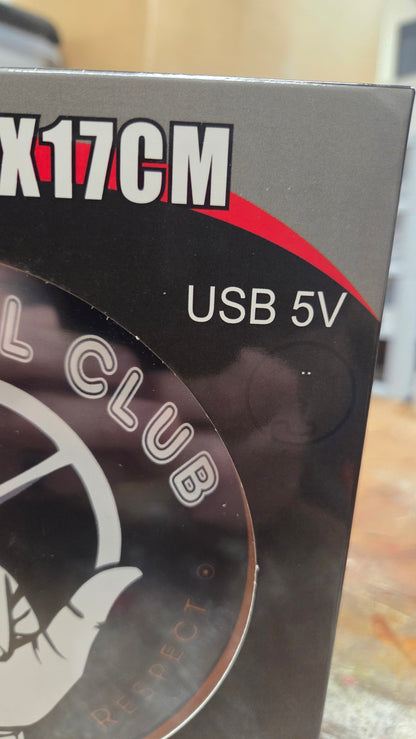 X17CM
USB 5V
L CLUB
RESPECT